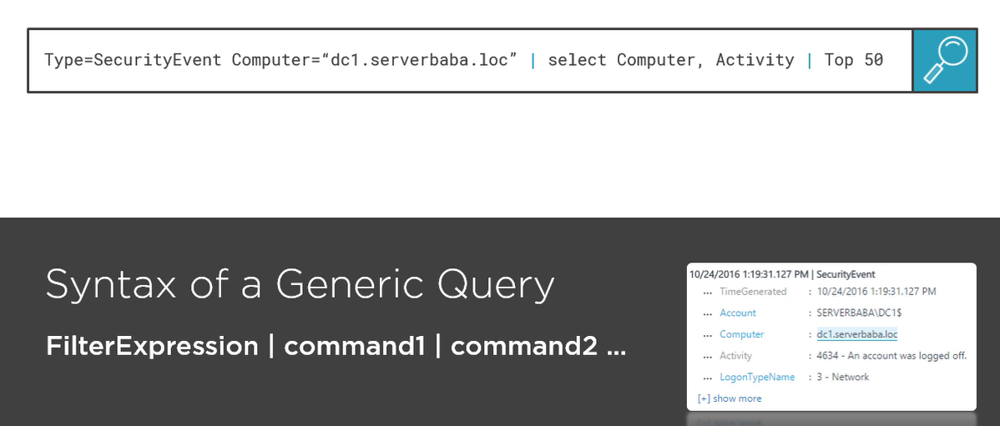 Type=SecurityEvent Computer=“dc1.serverbaba.loc” | select Computer, Activity | Top 50
Syntax of a Generic Query
FilterExpression | command1 | command2 ...
10/24/2016 1:19:31.127 PM | SecurityEvent
... TimeGenerated : 10/24/2016 1:19:31.127 PM
... Account : SERVERBABA\DC1$
... Computer : dc1.serverbaba.loc
... Activity : 4634 - An account was logged off.
... LogonTypeName : 3 - Network
[+] show more